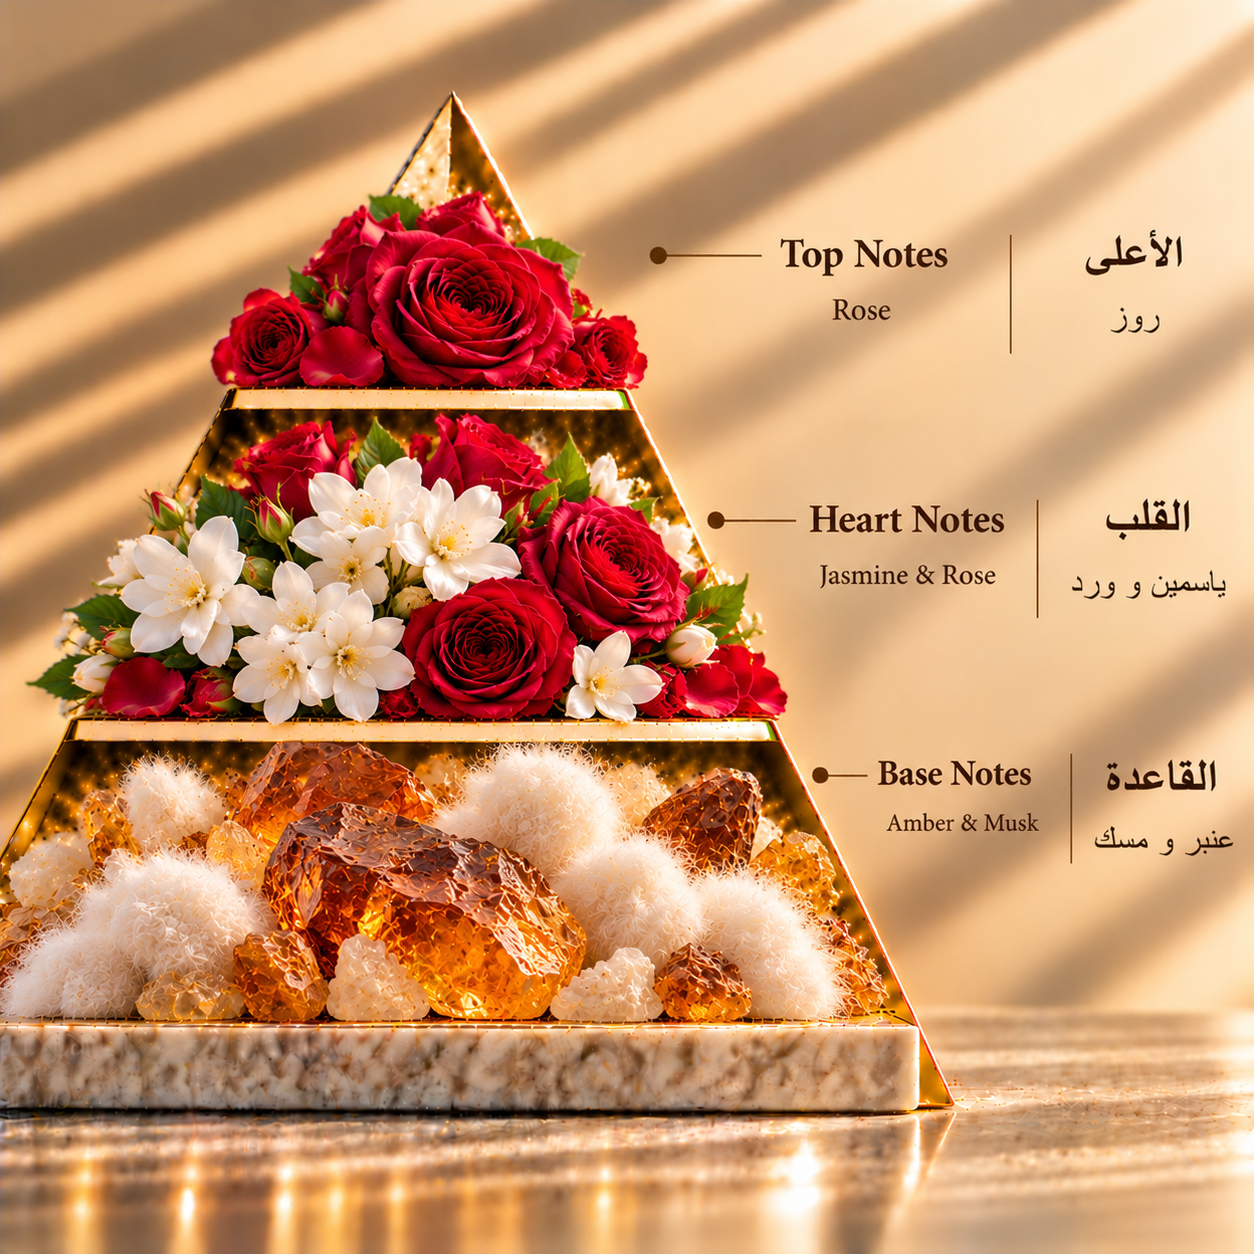 Top Notes
الأعلى
Rose
روز
Heart Notes
القلب
Jasmine & Rose
ياسمين و ورد
Base Notes
القاعدة
Amber & Musk
عنبر و مسك